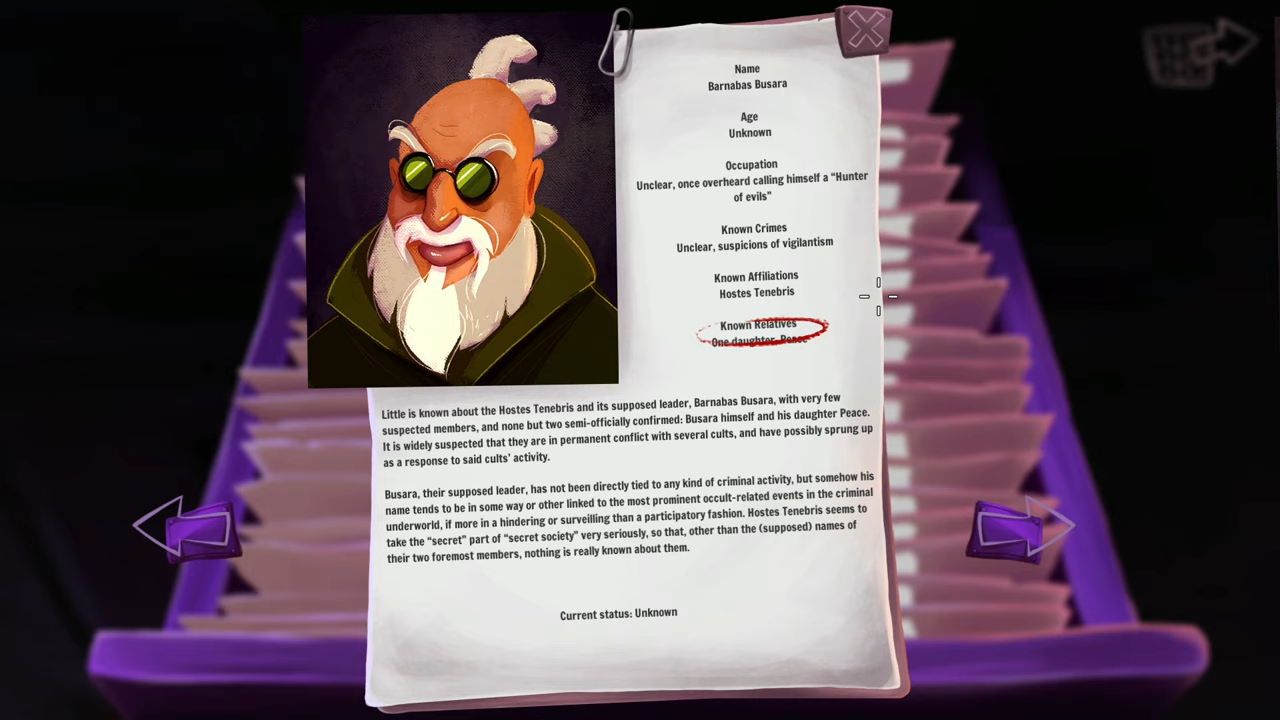 Name
Barnabas Busara
Age
Unknown
Occupation
Unclear, once overheard calling himself a “Hunter
of evils”
Known Crimes
Unclear, suspicions of vigilantism
Known Affiliations
Hostes Tenebris
Known Relatives
One daughter, Peace
Little is known about the Hostes Tenebris and its supposed leader, Barnabas Busara, with very few
suspected members, and none but two semi-officially confirmed: Busara himself and his daughter Peace.
It is widely suspected that they are in permanent conflict with several cults, and have possibly sprung up
as a response to said cults’ activity.
Busara, their supposed leader, has not been directly tied to any kind of criminal activity, but somehow his
name tends to be in some way or other linked to the most prominent occult-related events in the criminal
underworld, if more in a hindering or surveilling than a participatory fashion. Hostes Tenebris seems to
take the “secret” part of “secret society” very seriously, so that, other than the (supposed) names of
their two foremost members, nothing is really known about them.
Current status: Unknown